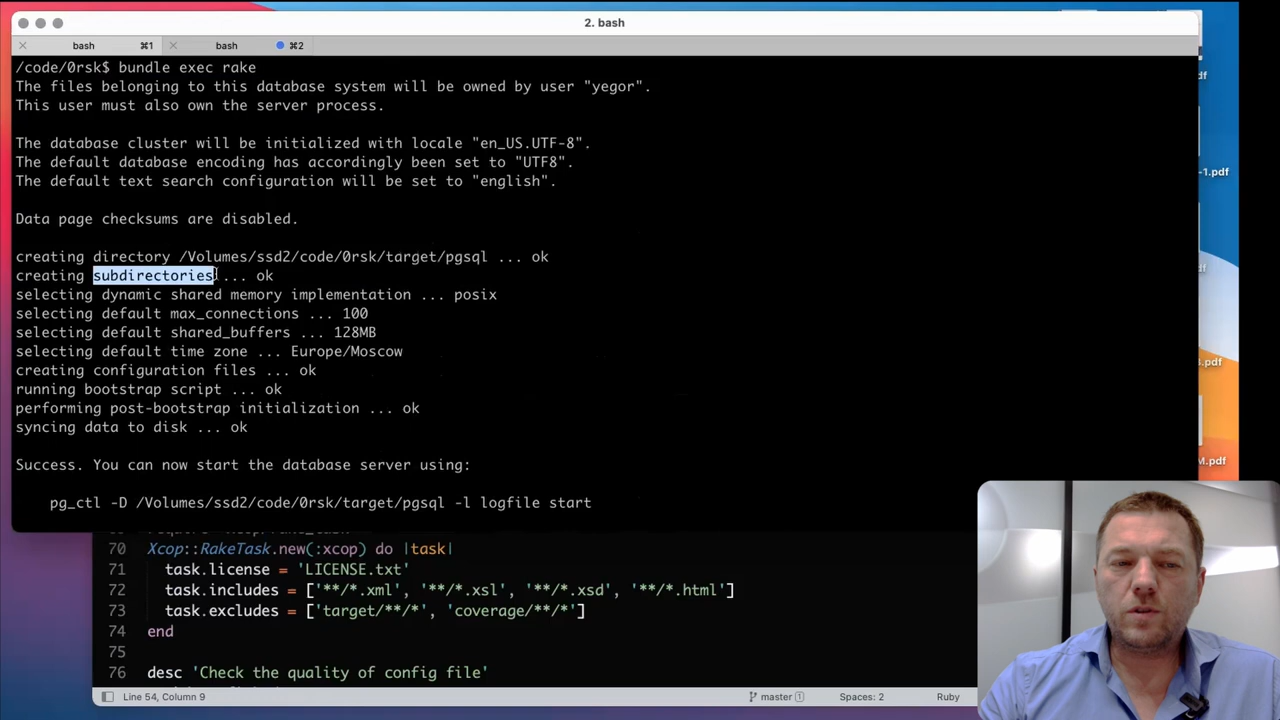 2. bash
bash ⌘1 bash ⌘2
/code/0rsk$ bundle exec rake
The files belonging to this database system will be owned by user "yegor".
This user must also own the server process.
The database cluster will be initialized with locale "en_US.UTF-8".
The default database encoding has accordingly been set to "UTF8".
The default text search configuration will be set to "english".
Data page checksums are disabled.
creating directory /Volumes/ssd2/code/0rsk/target/pgsql ... ok
creating subdirectories ... ok
selecting dynamic shared memory implementation ... posix
selecting default max_connections ... 100
selecting default shared_buffers ... 128MB
selecting default time zone ... Europe/Moscow
creating configuration files ... ok
running bootstrap script ... ok
performing post-bootstrap initialization ... ok
syncing data to disk ... ok
Success. You can now start the database server using:
pg_ctl -D /Volumes/ssd2/code/0rsk/target/pgsql -l logfile start
70 Xcop::RakeTask.new(:xcop) do |task|
71 task.license = 'LICENSE.txt'
72 task.includes = ['**/*.xml', '**/*.xsl', '**/*.xsd', '**/*.html']
73 task.excludes = ['target/**/*', 'coverage/**/*']
74 end
75
76 desc 'Check the quality of config file'
Line 54, Column 9 master 1 Spaces: 2 Ruby
-1.pdf